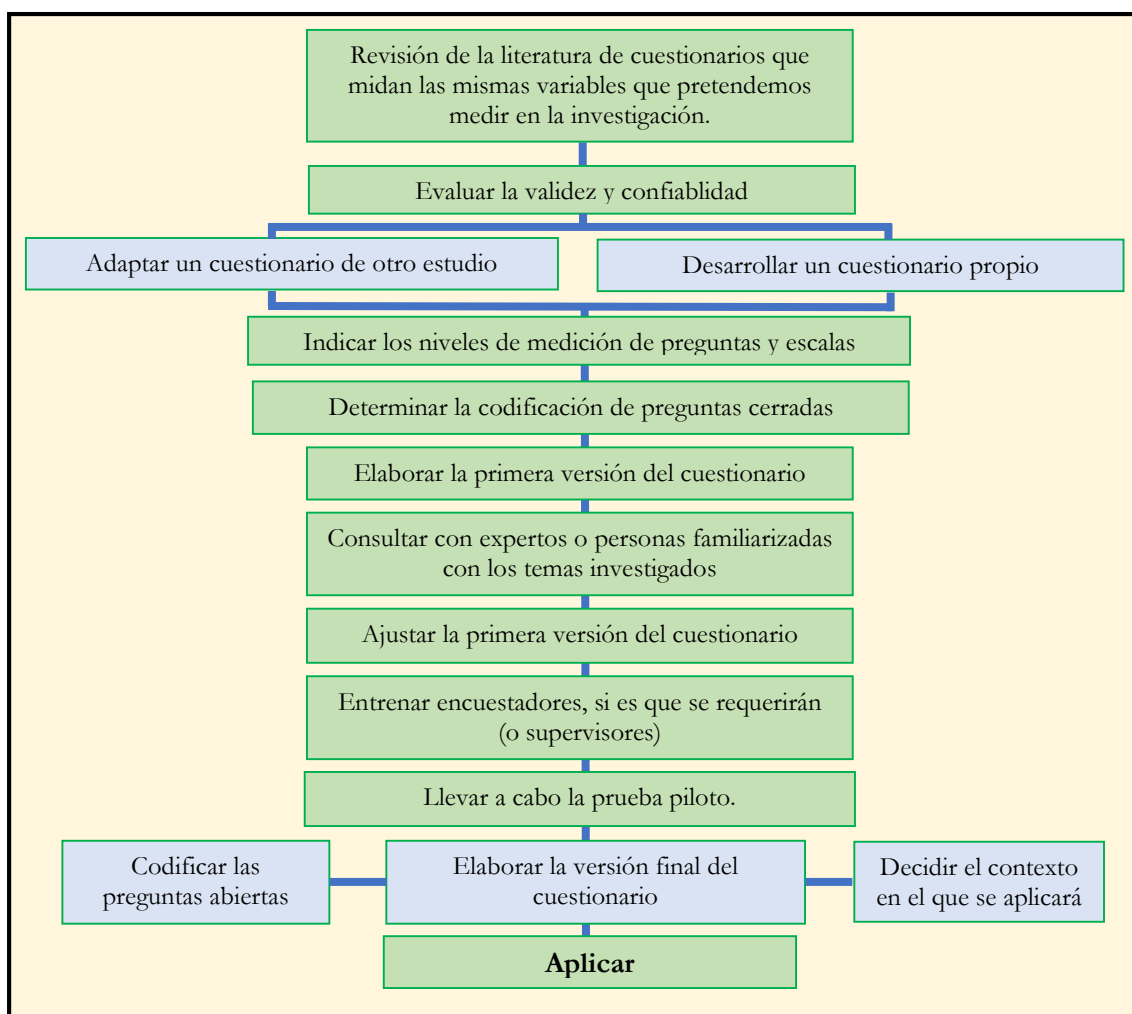 Revisión de la literatura de cuestionarios que
midan las mismas variables que pretendemos
medir en la investigación.
Evaluar la validez y confiablidad
Adaptar un cuestionario de otro estudio
Desarrollar un cuestionario propio
Indicar los niveles de medición de preguntas y escalas
Determinar la codificación de preguntas cerradas
Elaborar la primera versión del cuestionario
Consultar con expertos o personas familiarizadas
con los temas investigados
Ajustar la primera versión del cuestionario
Entrenar encuestadores, si es que se requerirán
(o supervisores)
Llevar a cabo la prueba piloto.
Codificar las
preguntas abiertas
Elaborar la versión final del
cuestionario
Decidir el contexto
en el que se aplicará
Aplicar